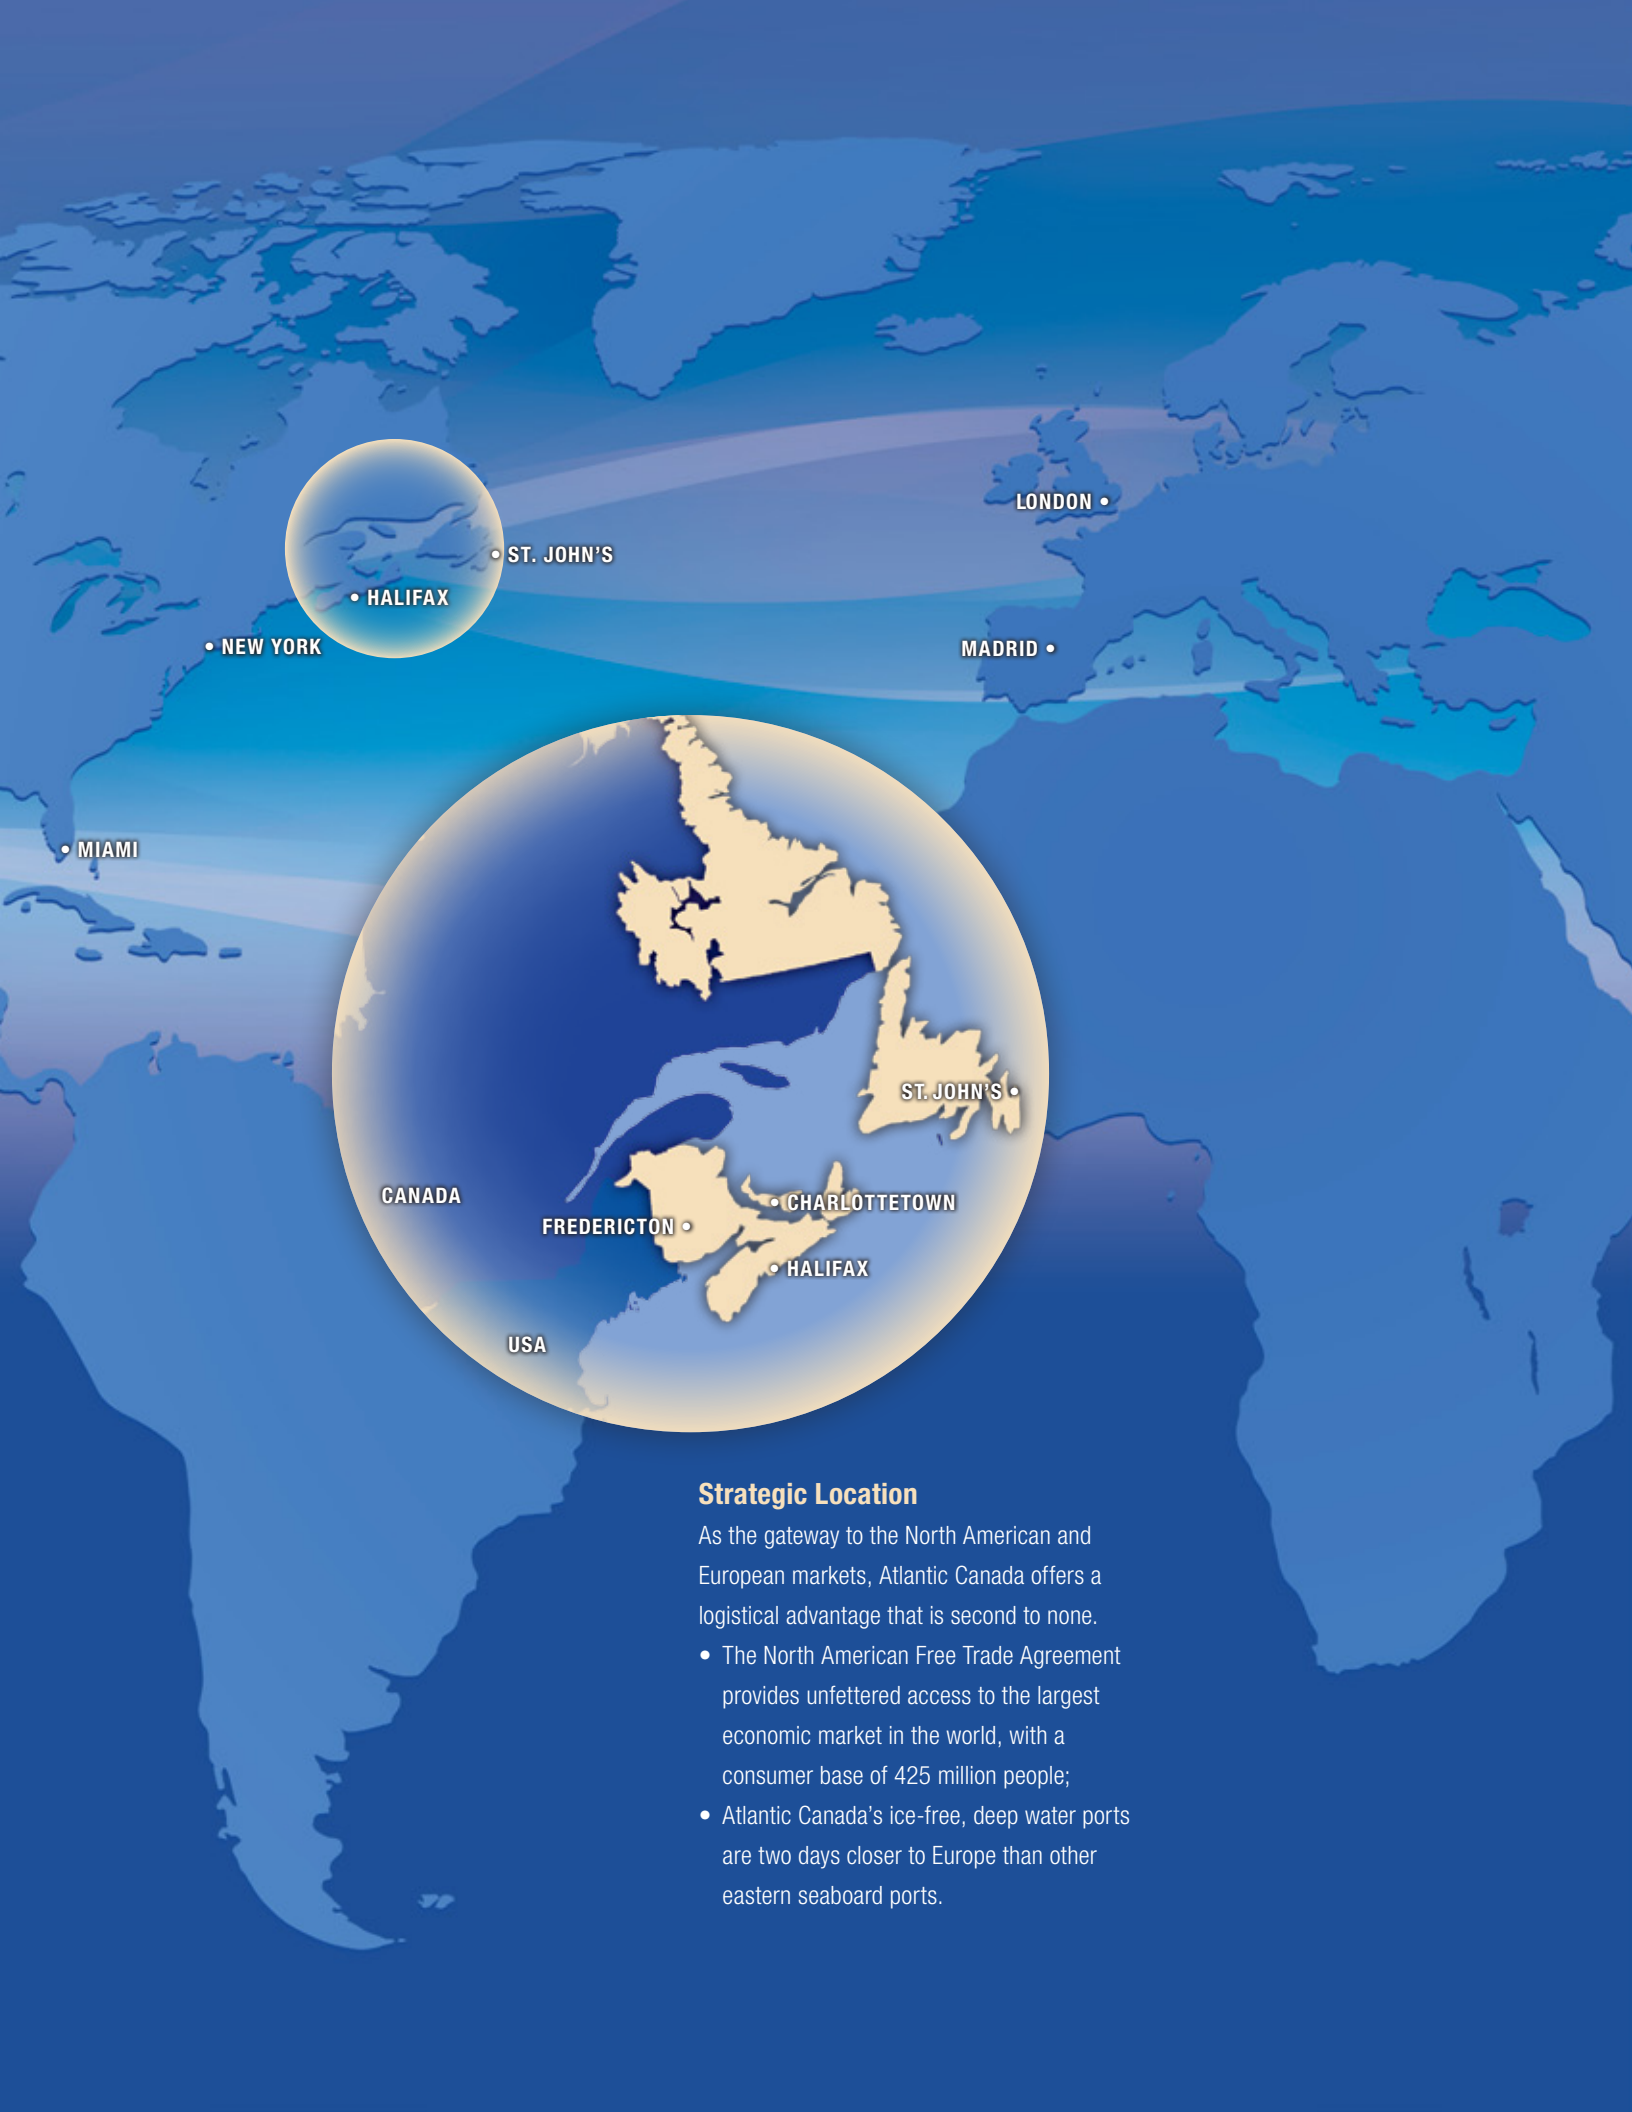 LONDON •
• ST. JOHN'S
• HALIFAX
• NEW YORK
MADRID •
• MIAMI
ST. JOHN'S •
CANADA
• CHARLOTTETOWN
FREDERICTON •
• HALIFAX
USA
Strategic Location
As the gateway to the North American and
European markets, Atlantic Canada offers a
logistical advantage that is second to none.
• The North American Free Trade Agreement
provides unfettered access to the largest
economic market in the world, with a
consumer base of 425 million people;
• Atlantic Canada's ice-free, deep water ports
are two days closer to Europe than other
eastern seaboard ports.